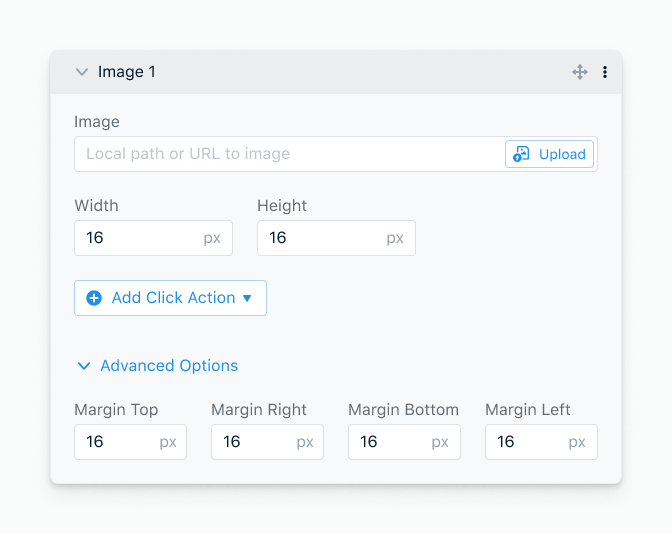 Image 1
Image
Local path or URL to image Upload
Width Height
16 px 16 px
Add Click Action
Advanced Options
Margin Top Margin Right Margin Bottom Margin Left
16 px 16 px 16 px 16 px